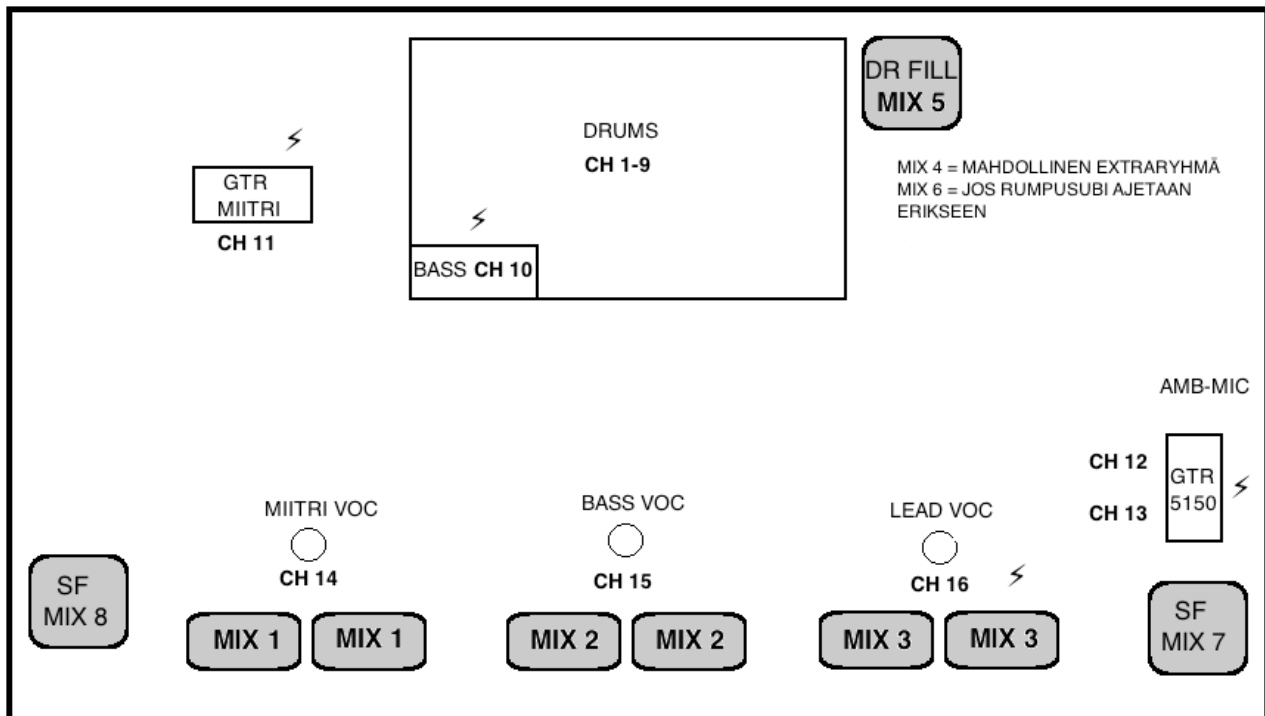 DR FILL
MIX 5
DRUMS
CH 1-9
MIX 4 = MAHDOLLINEN EXTRARYHMÄ
MIX 6 = JOS RUMPUSUBI AJETAAN
ERIKSEEN
GTR
MIITRI
CH 11
BASS CH 10
AMB-MIC
CH 12
CH 13
GTR
5150
MIITRI VOC
CH 14
BASS VOC
CH 15
LEAD VOC
CH 16
SF
MIX 8
MIX 1
MIX 1
MIX 2
MIX 2
MIX 3
MIX 3
SF
MIX 7